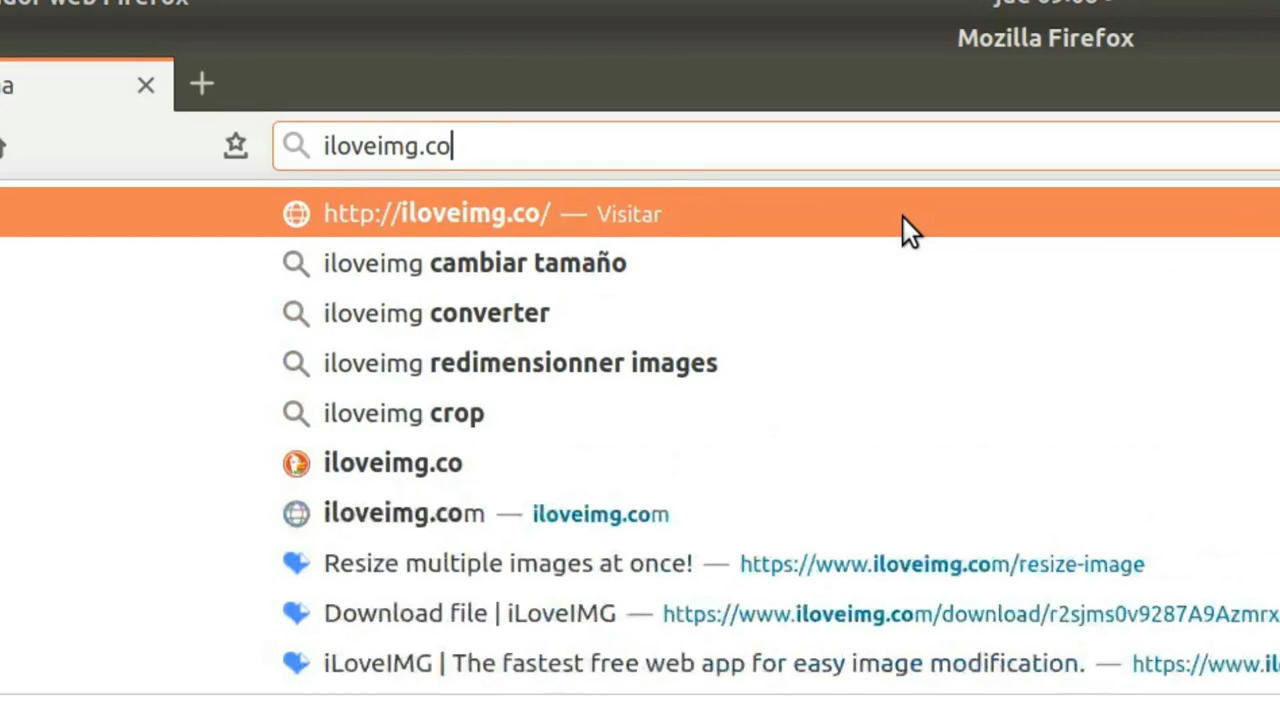 Mozilla Firefox
iloveimg.co
http://iloveimg.co/ — Visitar
iloveimg cambiar tamaño
iloveimg converter
iloveimg redimensionner images
iloveimg crop
iloveimg.co
iloveimg.com — iloveimg.com
Resize multiple images at once! — https://www.iloveimg.com/resize-image
Download file | iLoveIMG — https://www.iloveimg.com/download/r2sjms0v9287A9Azmrx
iLoveIMG | The fastest free web app for easy image modification. — https://www.il